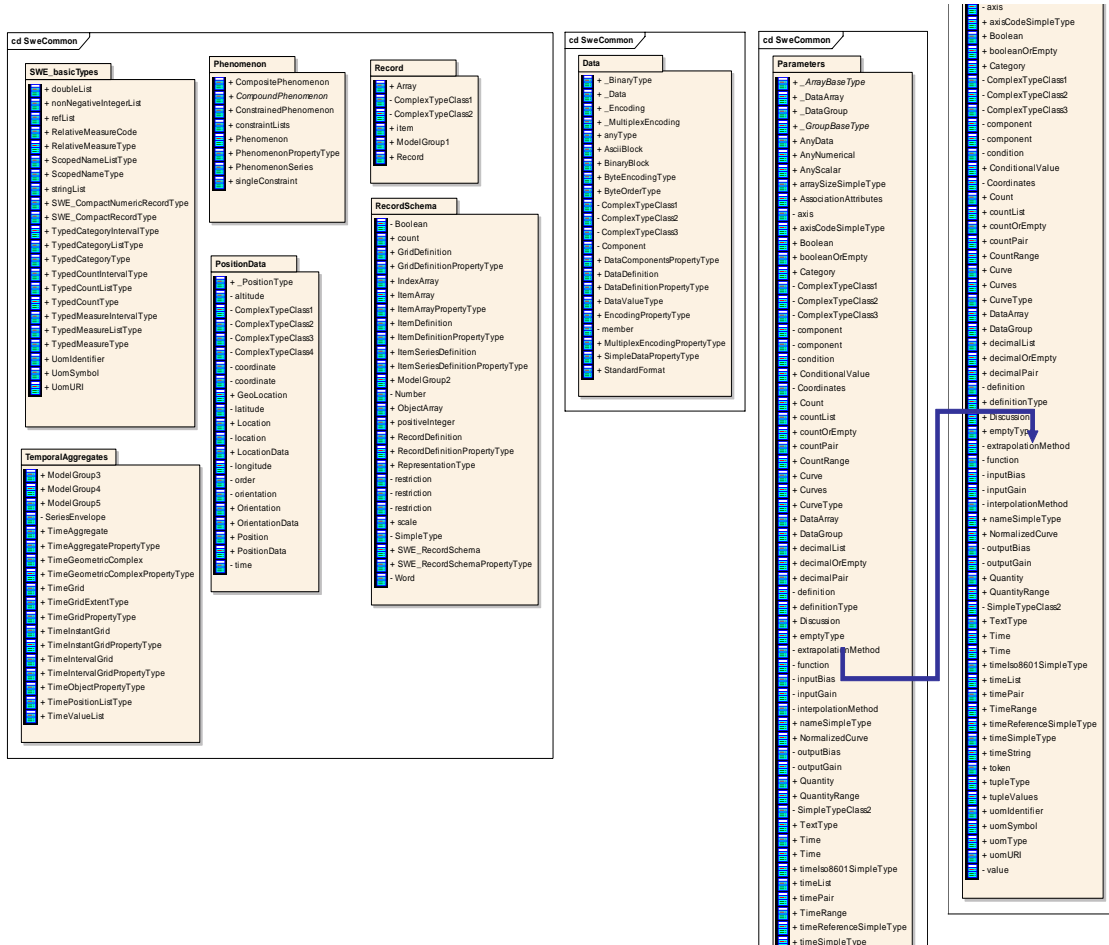 cd SweCommon
SWE_basicTypes
+ doubleList
+ nonNegativeIntegerList
+ refList
+ RelativeMeasureCode
+ RelativeMeasureType
+ ScopedNameListType
+ ScopedNameType
+ stringList
+ SWE_CompactNumericRecordType
+ SWE_CompactRecordType
+ TypedCategoryIntervalType
+ TypedCategoryListType
+ TypedCategoryType
+ TypedCountIntervalType
+ TypedCountListType
+ TypedCountType
+ TypedMeasureIntervalType
+ TypedMeasureListType
+ TypedMeasureType
+ UomIdentifier
+ UomSymbol
+ UomURI
TemporalAggregates
+ ModelGroup3
+ ModelGroup4
+ ModelGroup5
- SeriesEnvelope
+ TimeAggregate
+ TimeAggregatePropertyType
+ TimeGeometricComplex
+ TimeGeometricComplexPropertyType
+ TimeGrid
+ TimeGridExtentType
+ TimeGridPropertyType
+ TimeInstantGrid
+ TimeInstantGridPropertyType
+ TimeIntervalGrid
+ TimeIntervalGridPropertyType
+ TimeObjectPropertyType
+ TimePositionListType
+ TimeValueList
Phenomenon
+ CompositePhenomenon
+ CompoundPhenomenon
+ ConstrainedPhenomenon
+ constraintLists
+ Phenomenon
+ PhenomenonPropertyType
+ PhenomenonSeries
+ singleConstraint
PositionData
+ _PositionType
- altitude
- ComplexTypeClass1
- ComplexTypeClass2
- ComplexTypeClass3
- ComplexTypeClass4
- coordinate
- coordinate
+ GeoLocation
- latitude
+ Location
- location
+ LocationData
- longitude
- order
- orientation
+ Orientation
+ OrientationData
+ Position
+ PositionData
- time
Record
+ Array
- ComplexTypeClass1
- ComplexTypeClass2
+ item
+ ModelGroup1
+ Record
RecordSchema
- Boolean
+ count
+ GridDefinition
+ GridDefinitionPropertyType
+ IndexArray
+ ItemArray
+ ItemArrayPropertyType
+ ItemDefinition
+ ItemDefinitionPropertyType
+ ItemSeriesDefinition
+ ItemSeriesDefinitionPropertyType
+ ModelGroup2
- Number
+ ObjectArray
+ positiveInteger
+ RecordDefinition
+ RecordDefinitionPropertyType
+ RepresentationType
- restriction
- restriction
- restriction
+ scale
- SimpleType
+ SWE_RecordSchema
+ SWE_RecordSchemaPropertyType
- Word
cd SweCommon
Data
+ _BinaryType
+ _Data
+ _Encoding
+ _MultiplexEncoding
+ anyType
+ AsciiBlock
+ BinaryBlock
+ ByteEncodingType
+ ByteOrderType
- ComplexTypeClass1
- ComplexTypeClass2
- ComplexTypeClass3
- Component
+ DataComponentsPropertyType
+ DataDefinition
+ DataDefinitionPropertyType
+ DataValueType
+ EncodingPropertyType
- member
+ MultiplexEncodingPropertyType
+ SimpleDataPropertyType
+ StandardFormat
cd SweCommon
Parameters
+ _ArrayBaseType
+ _DataArray
+ _DataGroup
+ _GroupBaseType
+ AnyData
+ AnyNumerical
+ AnyScalar
+ arraySizeSimpleType
+ AssociationAttributes
- axis
+ axisCodeSimpleType
+ Boolean
+ booleanOrEmpty
+ Category
- ComplexTypeClass1
- ComplexTypeClass2
- ComplexTypeClass3
- component
- component
- condition
+ ConditionalValue
- Coordinates
+ Count
+ countList
+ countOrEmpty
+ countPair
+ CountRange
+ Curve
+ Curves
+ CurveType
+ DataArray
+ DataGroup
+ decimalList
+ decimalOrEmpty
+ decimalPair
- definition
+ definitionType
+ Discussion
+ emptyType
- extrapolationMethod
- function
- inputBias
- inputGain
- interpolationMethod
+ nameSimpleType
+ NormalizedCurve
- outputBias
- outputGain
+ Quantity
+ QuantityRange
- SimpleTypeClass2
+ TextType
+ Time
+ Time
+ timeIso8601SimpleType
+ timeList
+ timePair
+ TimeRange
+ timeReferenceSimpleType
+ timeSimpleType
- axis
+ axisCodeSimpleType
+ Boolean
+ booleanOrEmpty
+ Category
- ComplexTypeClass1
- ComplexTypeClass2
- ComplexTypeClass3
- component
- component
- condition
+ ConditionalValue
- Coordinates
+ Count
+ countList
+ countOrEmpty
+ countPair
+ CountRange
+ Curve
+ Curves
+ CurveType
+ DataArray
+ DataGroup
+ decimalList
+ decimalOrEmpty
+ decimalPair
- definition
+ definitionType
+ Discussion
+ emptyType
- extrapolationMethod
- function
- inputBias
- inputGain
- interpolationMethod
+ nameSimpleType
+ NormalizedCurve
- outputBias
- outputGain
+ Quantity
+ QuantityRange
- SimpleTypeClass2
+ TextType
+ Time
+ Time
+ timeIso8601SimpleType
+ timeList
+ timePair
+ TimeRange
+ timeReferenceSimpleType
+ timeSimpleType
+ timeString
+ token
+ tupleType
+ tupleValues
+ uomIdentifier
+ uomSymbol
+ uomType
+ uomURI
- value